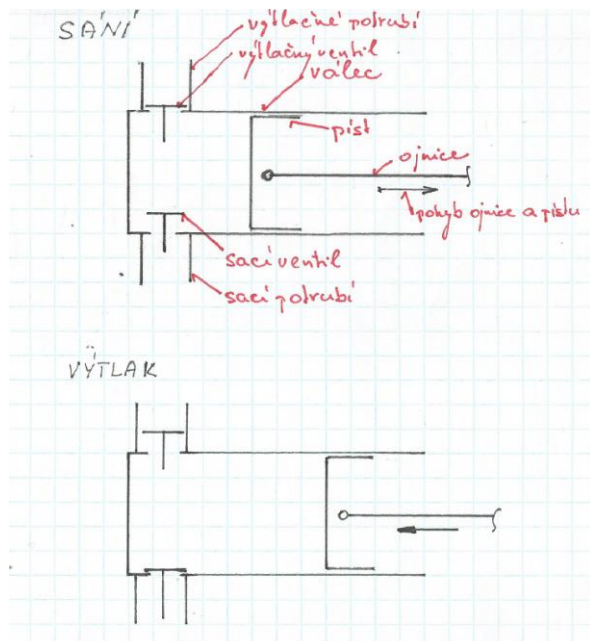 SÁNÍ
výtlačné potrubí
výtlačný ventil
válec
píst
ojnice
pohyb ojnice a pístu
sací ventil
sací potrubí
VÝTLAK